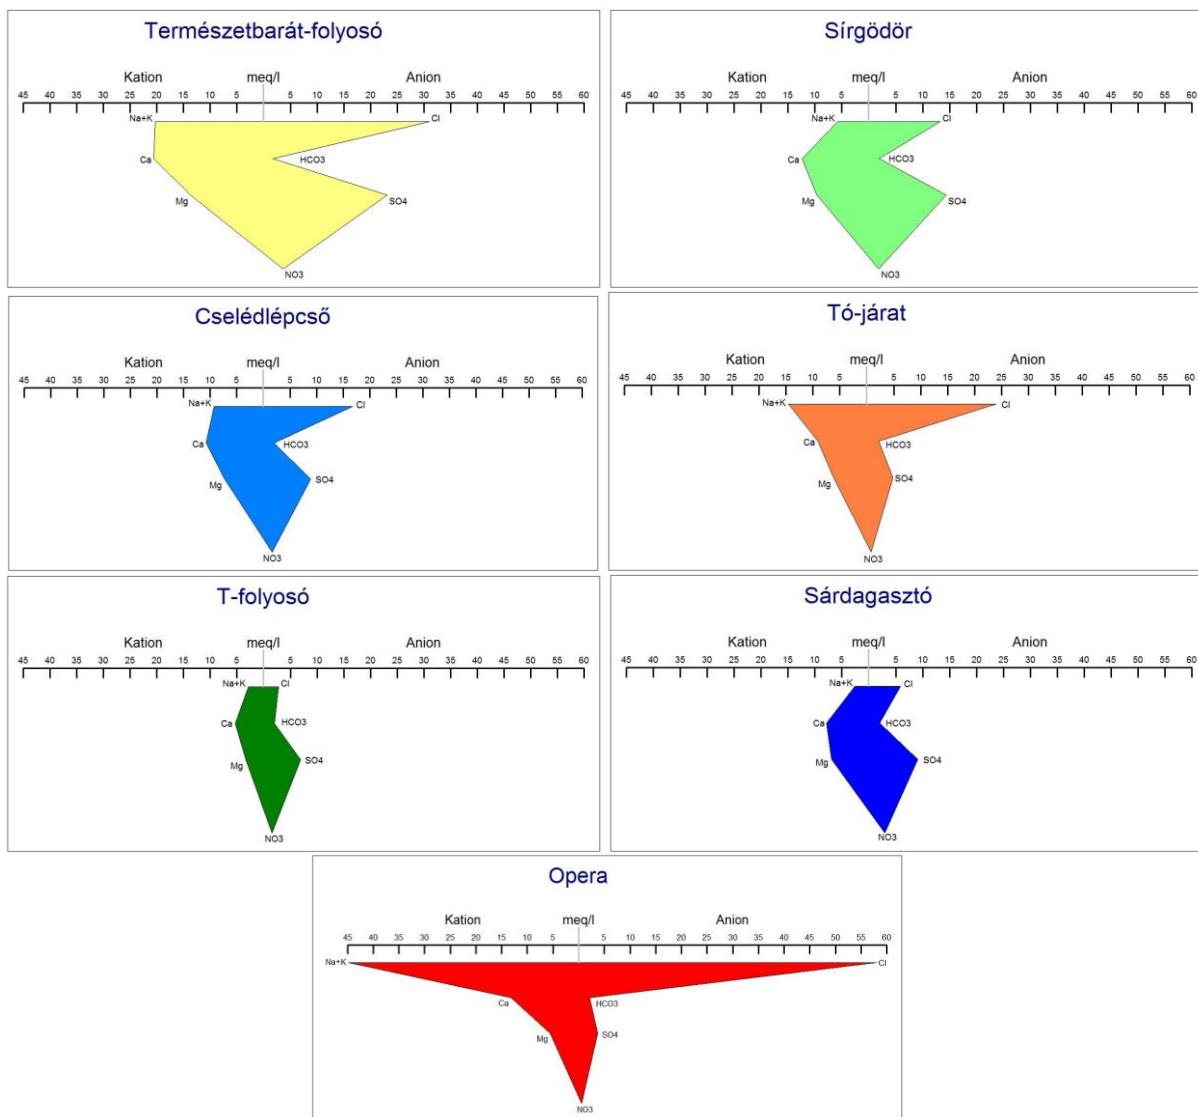 Természetbarát-folyosó
Kation meq/l Anion
45 40 35 30 25 20 15 10 5 5 10 15 20 25 30 35 40 45 50 55 60
Na+K Cl
Ca HCO3
Mg SO4
NO3
Sírgödör
Kation meq/l Anion
45 40 35 30 25 20 15 10 5 5 10 15 20 25 30 35 40 45 50 55 60
Na+K Cl
Ca HCO3
Mg SO4
NO3
Cselédlépcső
Kation meq/l Anion
45 40 35 30 25 20 15 10 5 5 10 15 20 25 30 35 40 45 50 55 60
Na+K Cl
Ca HCO3
Mg SO4
NO3
Tó-járat
Kation meq/l Anion
45 40 35 30 25 20 15 10 5 5 10 15 20 25 30 35 40 45 50 55 60
Na+K Cl
Ca HCO3
Mg SO4
NO3
T-folyosó
Kation meq/l Anion
45 40 35 30 25 20 15 10 5 5 10 15 20 25 30 35 40 45 50 55 60
Na+K Cl
Ca HCO3
Mg SO4
NO3
Sárdagasztó
Kation meq/l Anion
45 40 35 30 25 20 15 10 5 5 10 15 20 25 30 35 40 45 50 55 60
Na+K Cl
Ca HCO3
Mg SO4
NO3
Opera
Kation meq/l Anion
45 40 35 30 25 20 15 10 5 5 10 15 20 25 30 35 40 45 50 55 60
Na+K Cl
Ca HCO3
Mg SO4
NO3